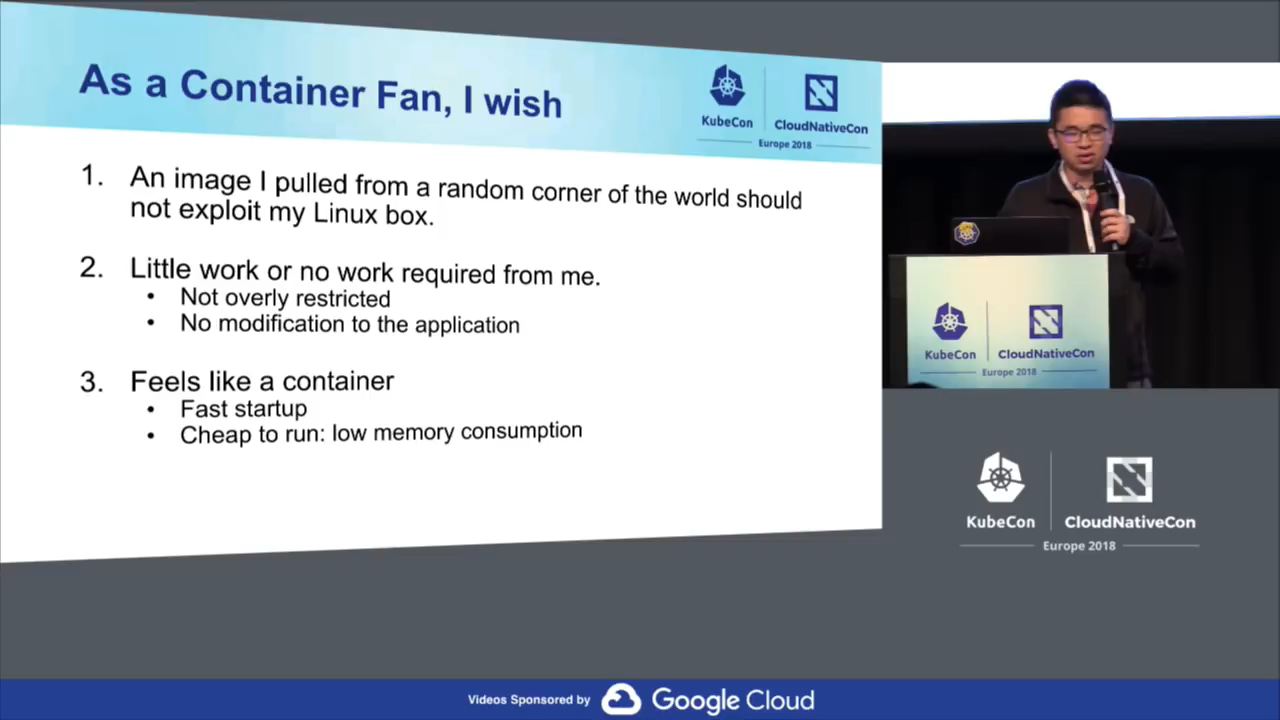 As a Container Fan, I wish
KubeCon
CloudNativeCon
Europe 2018
1. An image I pulled from a random corner of the world should
not exploit my Linux box.
2. Little work or no work required from me.
• Not overly restricted
• No modification to the application
3. Feels like a container
• Fast startup
• Cheap to run: low memory consumption
KubeCon
CloudNativeCon
Europe 2018
KubeCon
CloudNativeCon
Europe 2018
Videos Sponsored by Google Cloud